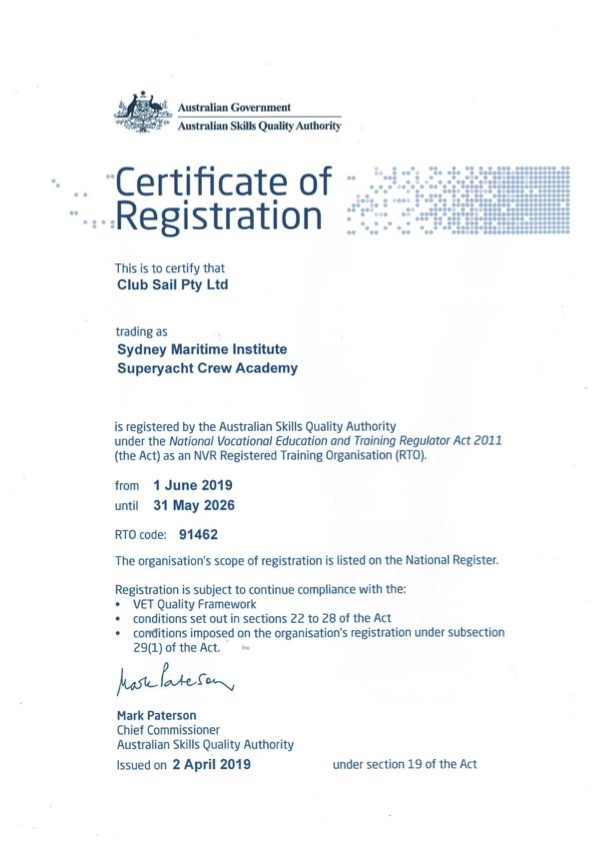 Australian Government
Australian Skills Quality Authority
Certificate of
Registration
This is to certify that
Club Sail Pty Ltd
trading as
Sydney Maritime Institute
Superyacht Crew Academy
is registered by the Australian Skills Quality Authority
under the National Vocational Education and Training Regulator Act 2011
(the Act) as an NVR Registered Training Organisation (RTO).
from 1 June 2019
until 31 May 2026
RTO code: 91462
The organisation's scope of registration is listed on the National Register.
Registration is subject to continue compliance with the:
• VET Quality Framework
• conditions set out in sections 22 to 28 of the Act
• conditions imposed on the organisation's registration under subsection
29(1) of the Act.
Mark Paterson
Mark Paterson
Chief Commissioner
Australian Skills Quality Authority
Issued on 2 April 2019 under section 19 of the Act